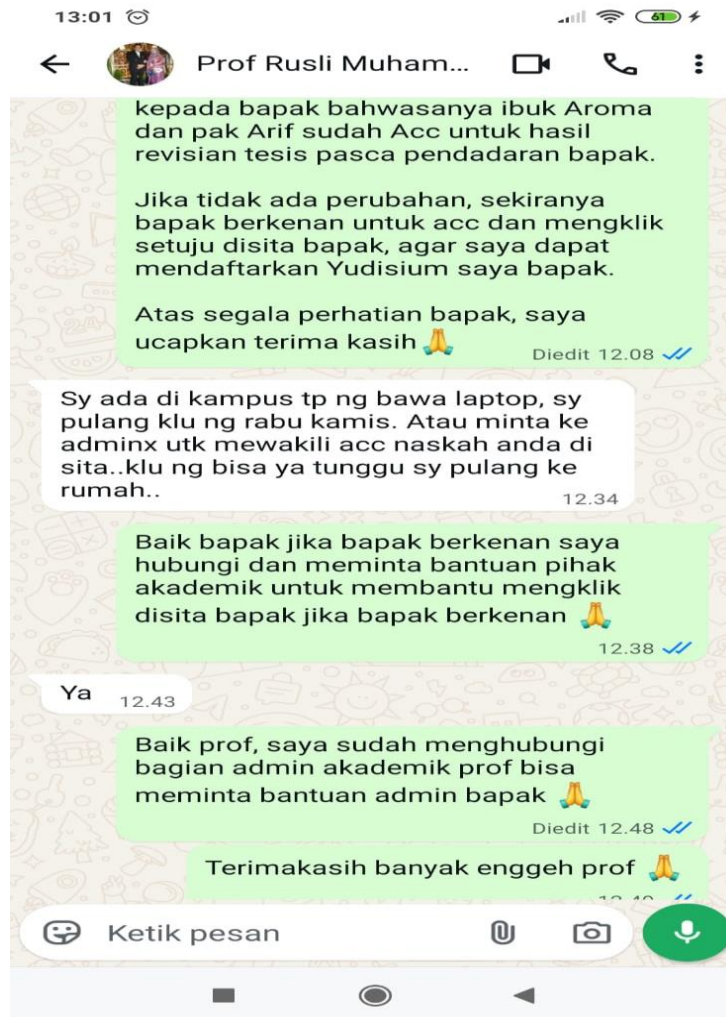 13:01
61
Prof Rusli Muham...
kepada bapak bahwasanya ibuk Aroma
dan pak Arif sudah Acc untuk hasil
revisian tesis pasca pendadaran bapak.
Jika tidak ada perubahan, sekiranya
bapak berkenan untuk acc dan mengklik
setuju disita bapak, agar saya dapat
mendaftarkan Yudisium saya bapak.
Atas segala perhatian bapak, saya
ucapkan terima kasih 🙏
Diedit 12.08
Sy ada di kampus tp ng bawa laptop, sy
pulang klu ng rabu kamis. Atau minta ke
adminx utk mewakili acc naskah anda di
sita..klu ng bisa ya tunggu sy pulang ke
rumah..
12.34
Baik bapak jika bapak berkenan saya
hubungi dan meminta bantuan pihak
akademik untuk membantu mengklik
disita bapak jika bapak berkenan 🙏
12.38
Ya 12.43
Baik prof, saya sudah menghubungi
bagian admin akademik prof bisa
meminta bantuan admin bapak 🙏
Diedit 12.48
Terimakasih banyak enggeh prof 🙏
Ketik pesan